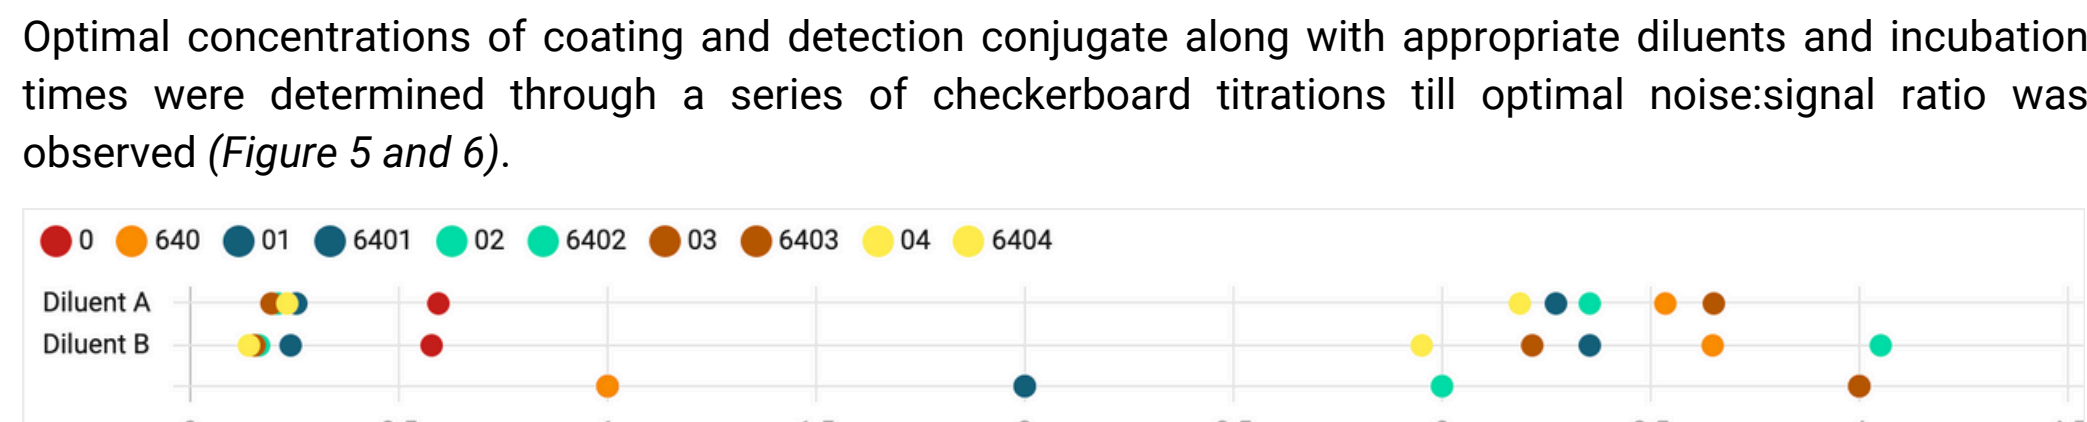 Optimal concentrations of coating and detection conjugate along with appropriate diluents and incubation
times were determined through a series of checkerboard titrations till optimal noise:signal ratio was
observed (Figure 5 and 6).
0 640 01 6401 02 6402 03 6403 04 6404
Diluent A
Diluent B